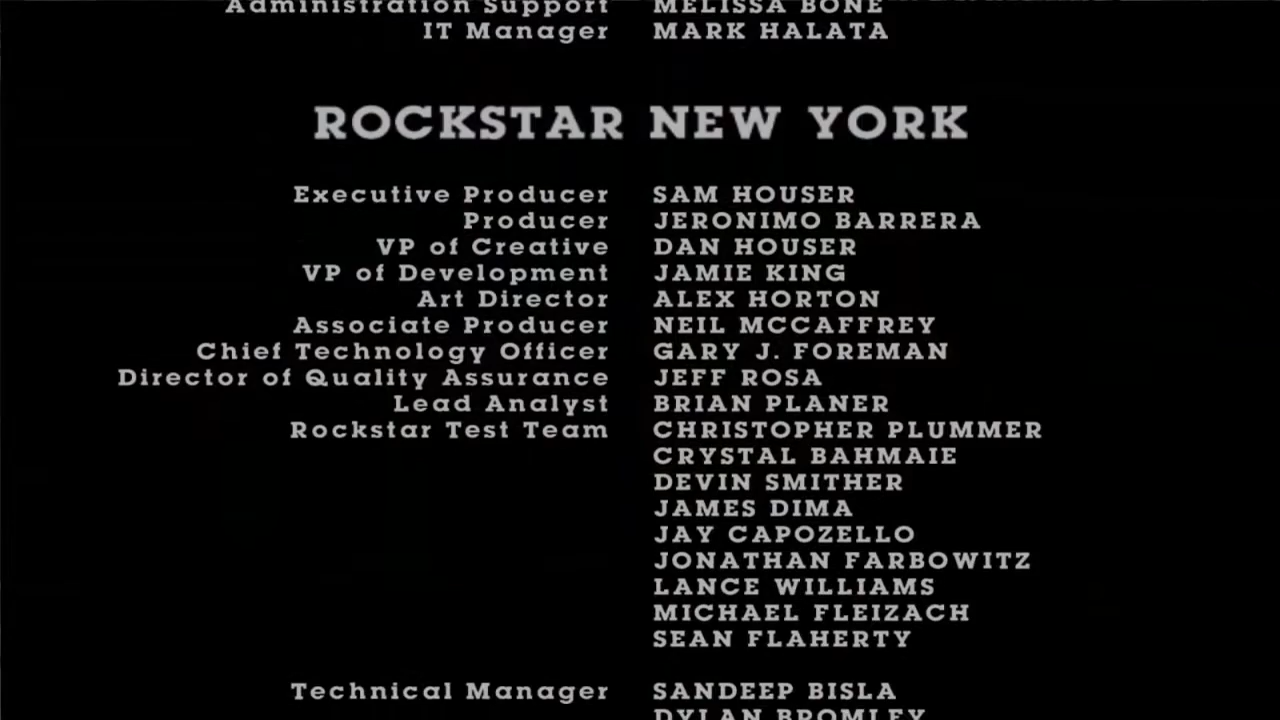 Administration Support MELISSA BONE
IT Manager MARK HALATA
ROCKSTAR NEW YORK
Executive Producer SAM HOUSER
Producer JERONIMO BARRERA
VP of Creative DAN HOUSER
VP of Development JAMIE KING
Art Director ALEX HORTON
Associate Producer NEIL MCCAFFREY
Chief Technology Officer GARY J. FOREMAN
Director of Quality Assurance JEFF ROSA
Lead Analyst BRIAN PLANER
Rockstar Test Team CHRISTOPHER PLUMMER
CRYSTAL BAHMAIE
DEVIN SMITHER
JAMES DIMA
JAY CAPOZELLO
JONATHAN FARBOWITZ
LANCE WILLIAMS
MICHAEL FLEIZACH
SEAN FLAHERTY
Technical Manager SANDEEP BISLA
DYLAN BROMLEY